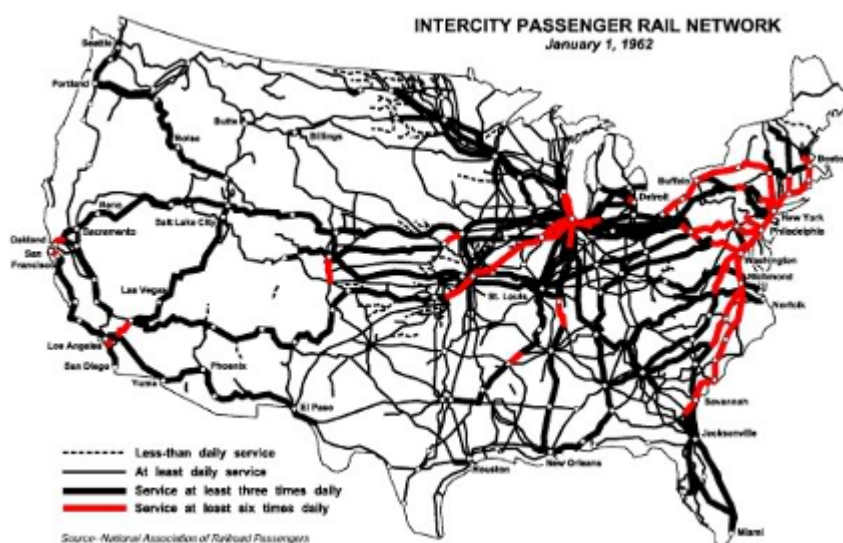 INTERCITY PASSENGER RAIL NETWORK
January 1, 1962
Seattle
Portland
Butte
Billings
Boise
Buffalo
Boston
Detroit
Reno
Salt Lake City
New York
Philadelphia
Oakland
Sacramento
San
Francisco
Washington
Richmond
Las Vegas
St. Louis
Norfolk
Los Angeles
San Diego
Phoenix
Yuma
El Paso
Savannah
Jacksonville
Houston
New Orleans
Miami
Less-than daily service
At least daily service
Service at least three times daily
Service at least six times daily
Source--National Association of Railroad Passengers